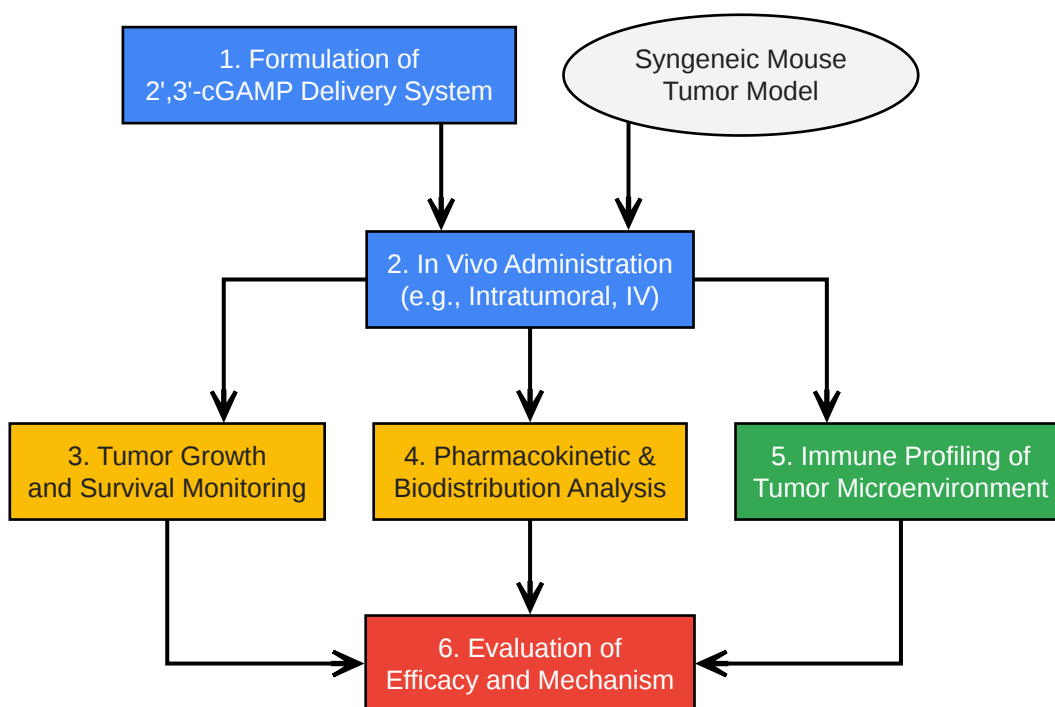 1. Formulation of
2',3'-cGAMP Delivery System
Syngeneic Mouse
Tumor Model
2. In Vivo Administration
(e.g., Intratumoral, IV)
3. Tumor Growth
and Survival Monitoring
4. Pharmacokinetic &
Biodistribution Analysis
5. Immune Profiling of
Tumor Microenvironment
6. Evaluation of
Efficacy and Mechanism